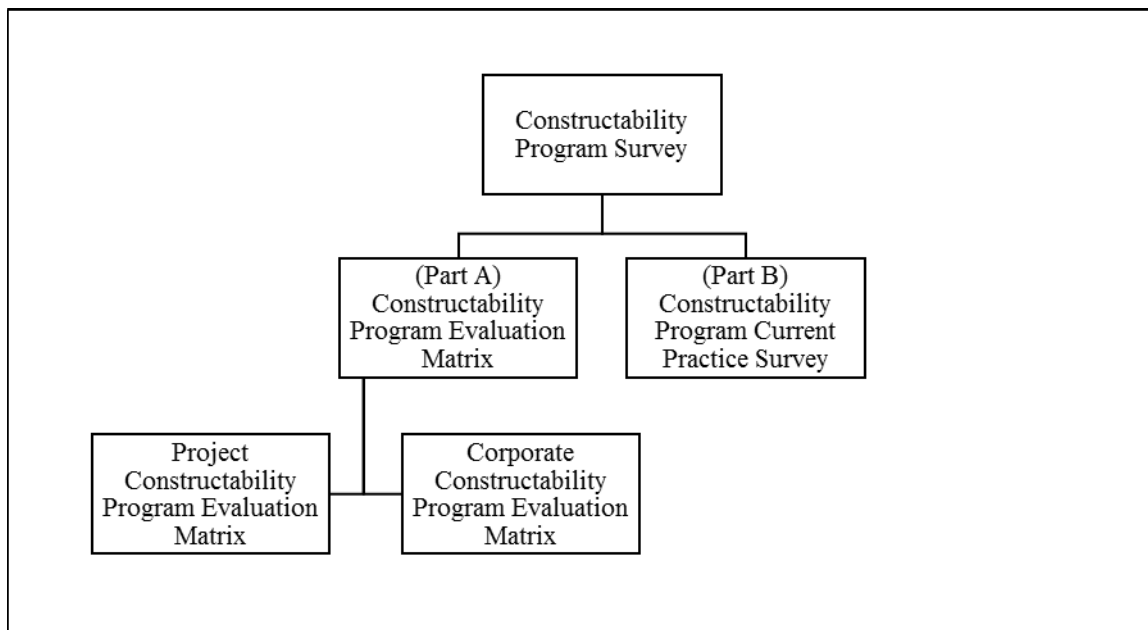 Constructability
Program Survey
(Part A)
Constructability
Program Evaluation
Matrix
(Part B)
Constructability
Program Current
Practice Survey
Project
Constructability
Program Evaluation
Matrix
Corporate
Constructability
Program Evaluation
Matrix